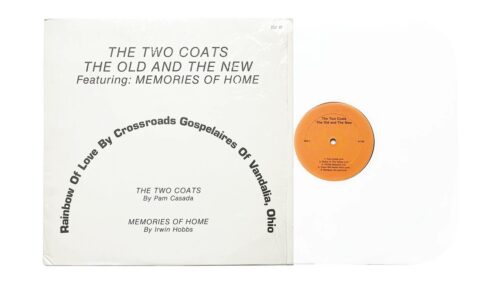 THE TWO COATS
THE OLD AND THE NEW
Featuring: MEMORIES OF HOME
Rainbow Of Love By Crossroads Gospelaires Of Vandalia, Ohio
THE TWO COATS
By Pam Casada
MEMORIES OF HOME
By Irwin Hobbs
The Two Coats
The Old and The New